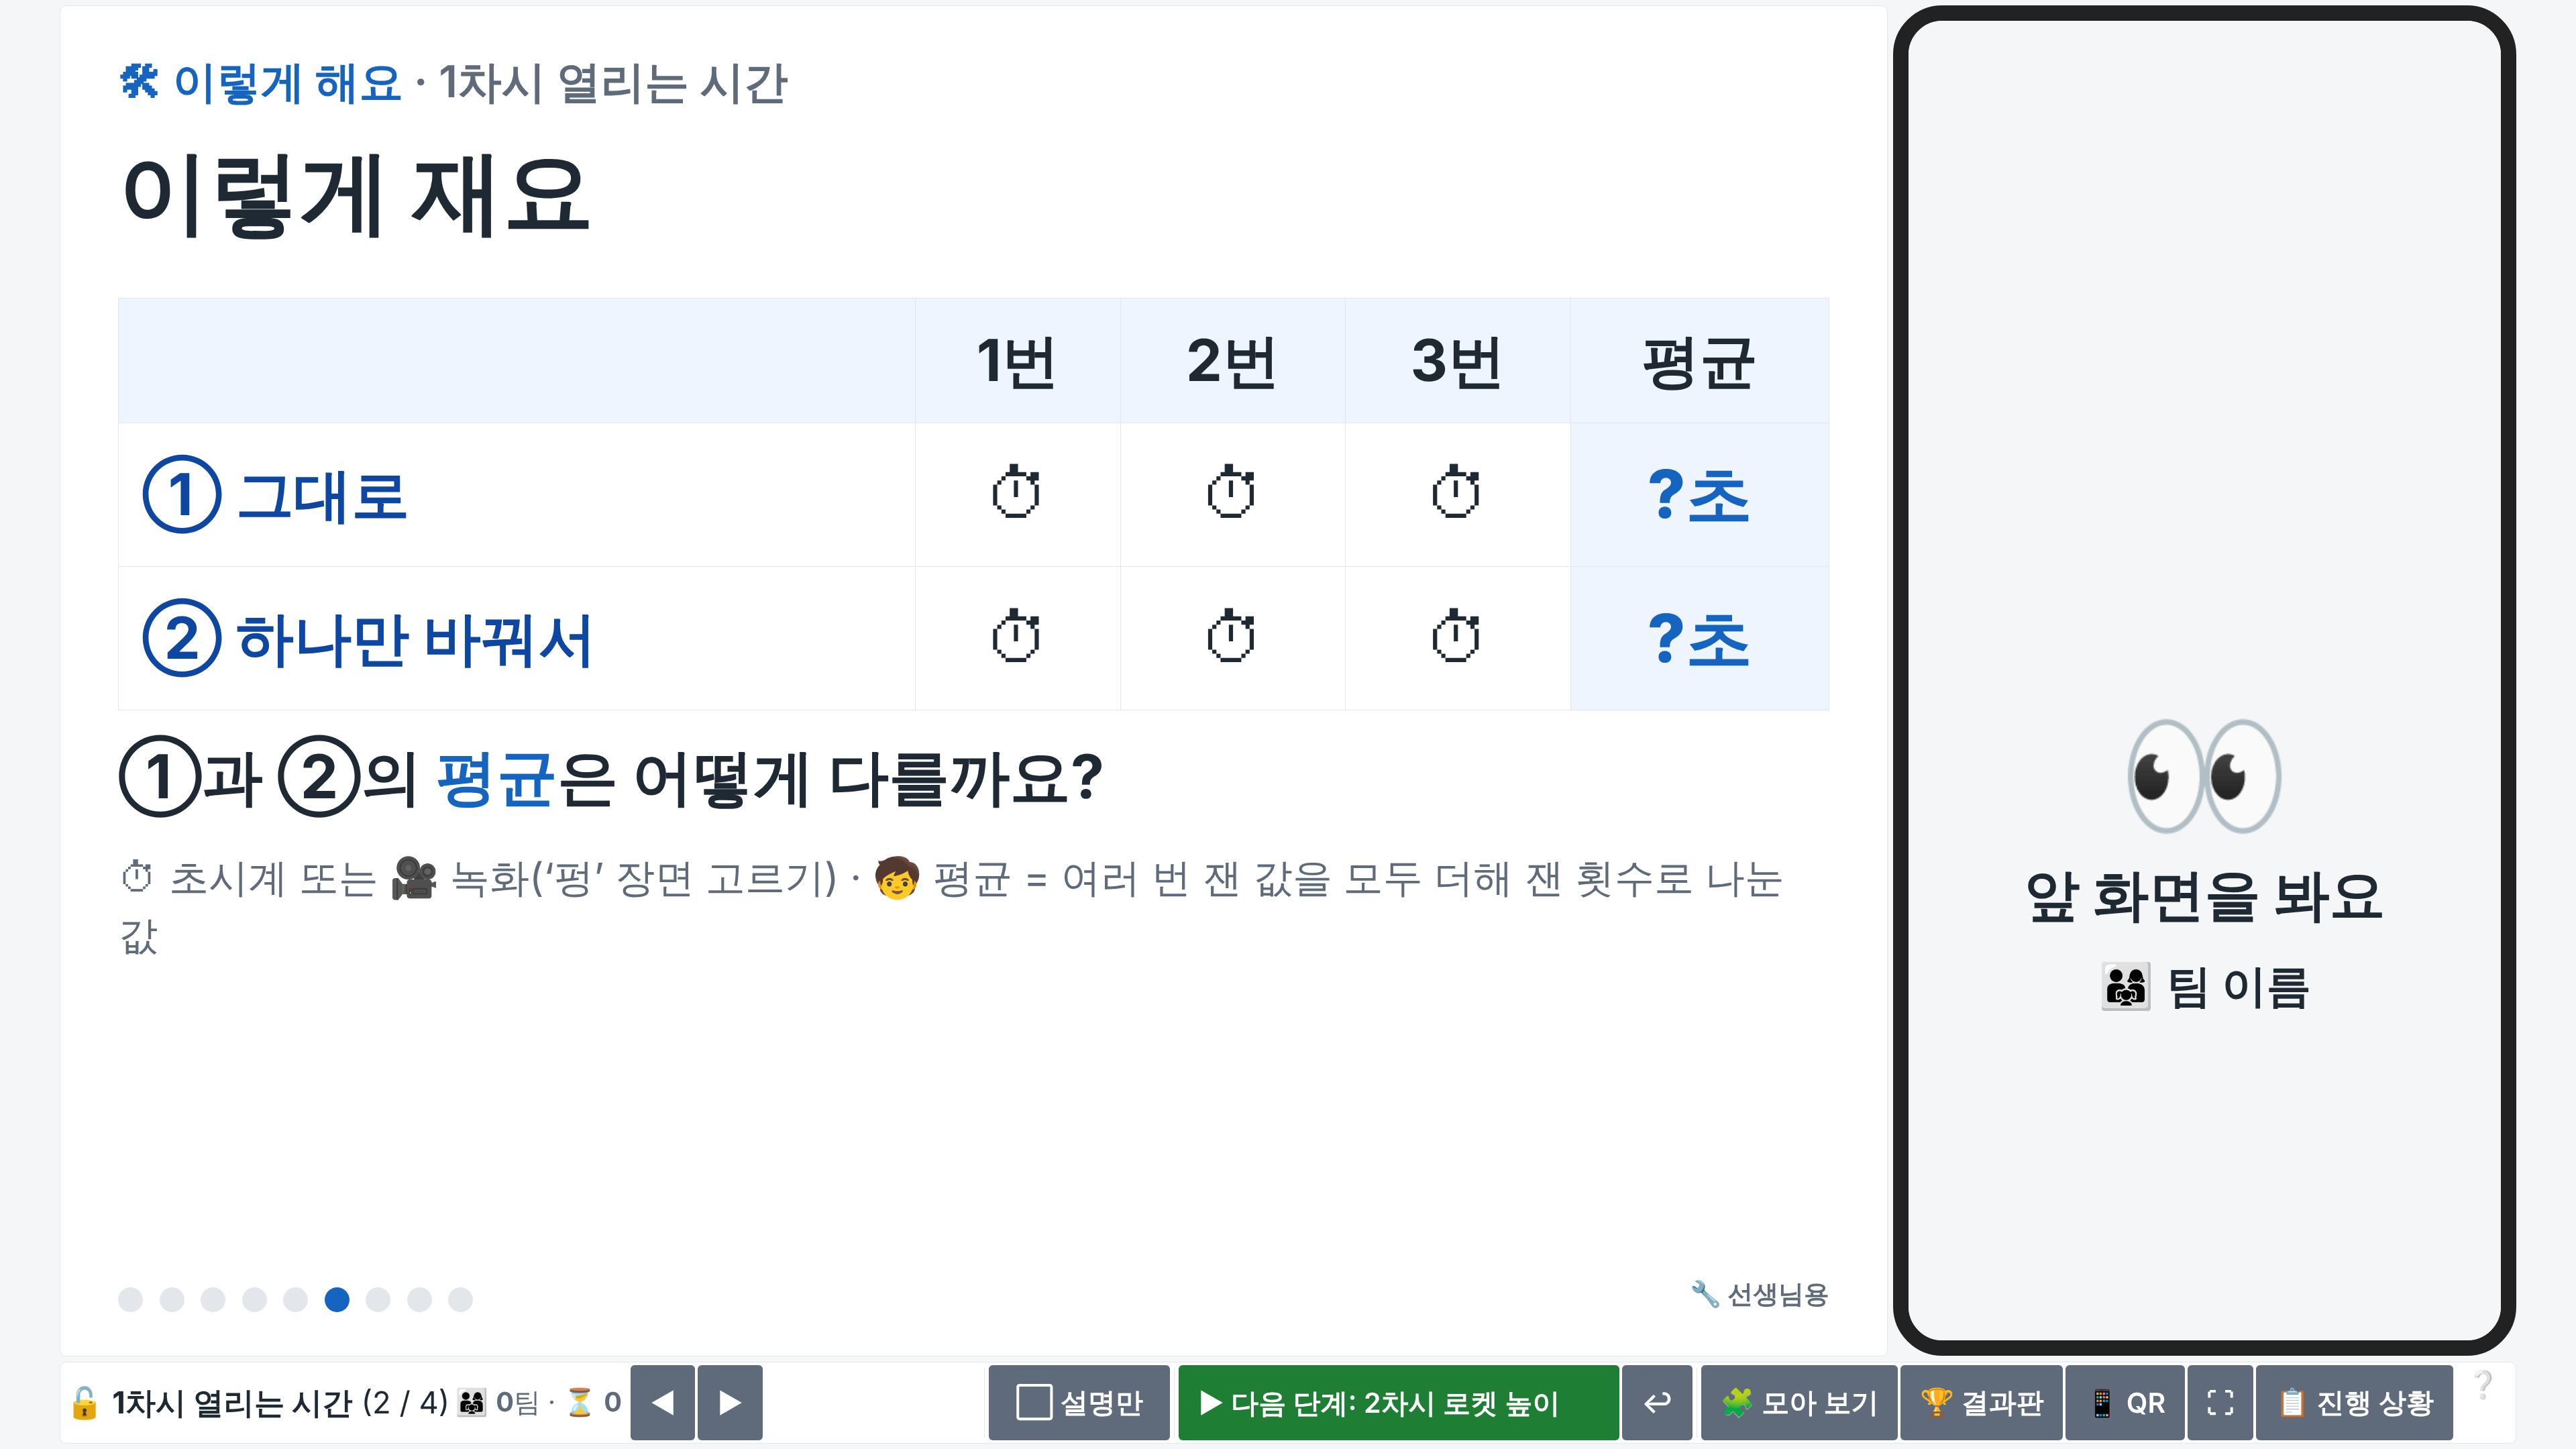 🛠 이렇게 해요 · 1차시 열리는 시간
이렇게 재요
1번 2번 3번 평균
① 그대로 ⏱ ⏱ ⏱ ?초
② 하나만 바꿔서 ⏱ ⏱ ⏱ ?초
①과 ②의 평균은 어떻게 다를까요?
⏱ 초시계 또는 🎥 녹화(‘펑’ 장면 고르기) · 🧒 평균 = 여러 번 잰 값을 모두 더해 잰 횟수로 나눈
값
🔧 선생님용
👀
앞 화면을 봐요
👨‍👩‍👧 팀 이름
🔓 1차시 열리는 시간 (2 / 4) 👨‍👩‍👧 0팀 · ⏳ 0 ◀ ▶ 설명만 ▶ 다음 단계: 2차시 로켓 높이 ↩ 🧩 모아 보기 🏆 결과판 📱 QR ⛶ 📋 진행 상황 ❔